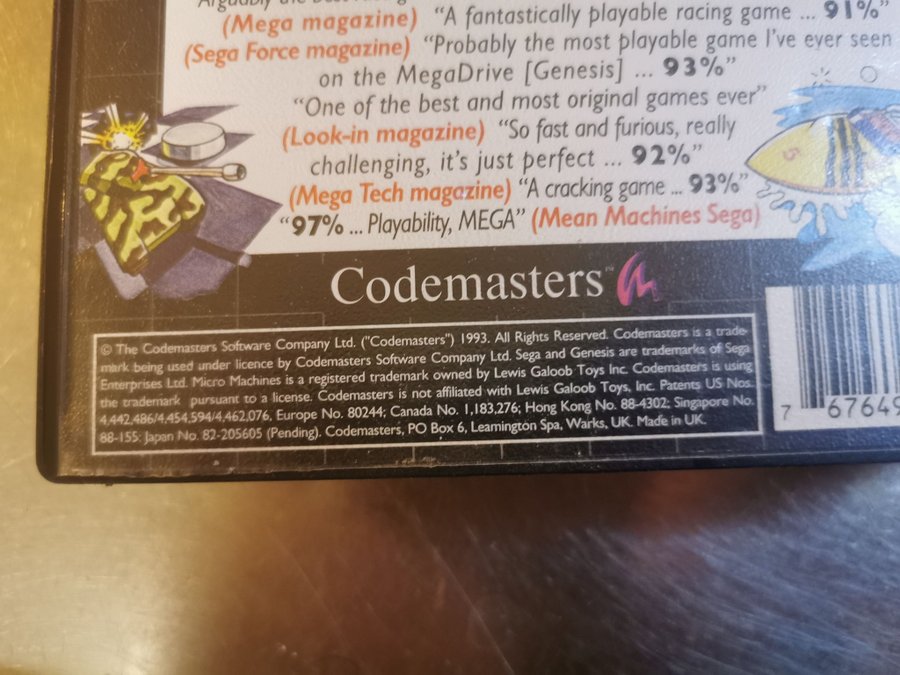 (Mega magazine) “A fantastically playable racing game ... 91%”
(Sega Force magazine) “Probably the most playable game I've ever seen
on the MegaDrive [Genesis] ... 93%”
“One of the best and most original games ever”
(Look-in magazine) “So fast and furious, really
challenging, it's just perfect ... 92%”
(Mega Tech magazine) “A cracking game ... 93%”
“97% ... Playability, MEGA” (Mean Machines Sega)
Codemasters™
© The Codemasters Software Company Ltd. ("Codemasters") 1993. All Rights Reserved. Codemasters is a trade-
mark being used under licence by Codemasters Software Company Ltd. Sega and Genesis are trademarks of Sega
Enterprises Ltd. Micro Machines is a registered trademark owned by Lewis Galoob Toys Inc. Codemasters is using
the trademark pursuant to a license. Codemasters is not affiliated with Lewis Galoob Toys, Inc. Patents US Nos.
4,442,486/4,454,594/4,462,076, Europe No. 80244; Canada No. 1,183,276; Hong Kong No. 88-4302; Singapore No.
88-155: Japan No. 82-205605 (Pending). Codemasters, PO Box 6, Leamington Spa, Warks, UK. Made in UK.
7 67649
5